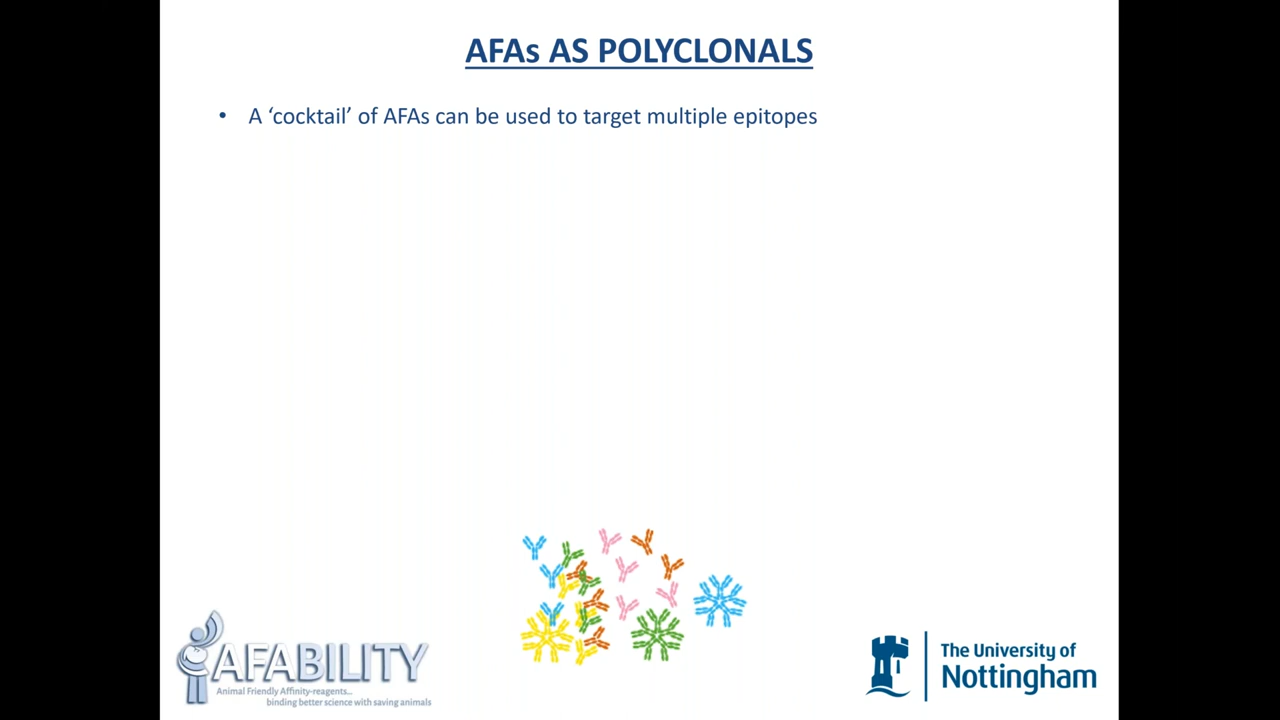 AFAs AS POLYCLONALS
• A ‘cocktail’ of AFAs can be used to target multiple epitopes
AFABILITY
Animal Friendly Affinity-reagents...
binding better science with saving animals
The University of
Nottingham